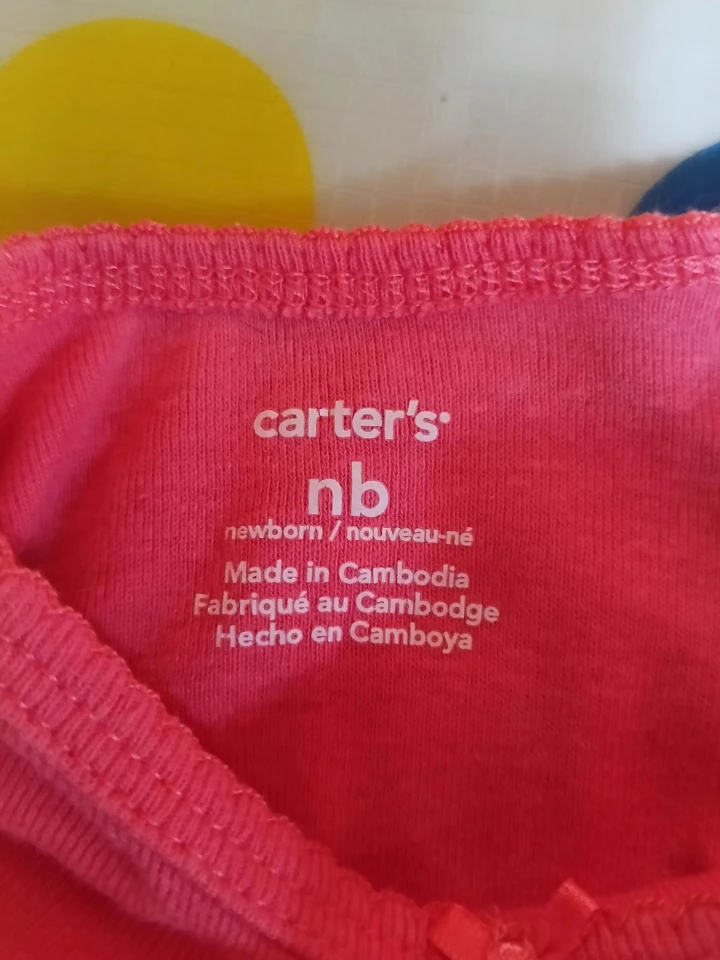 carter's
nb
newborn / nouveau-né
Made in Cambodia
Fabriqué au Cambodge
Hecho en Camboya